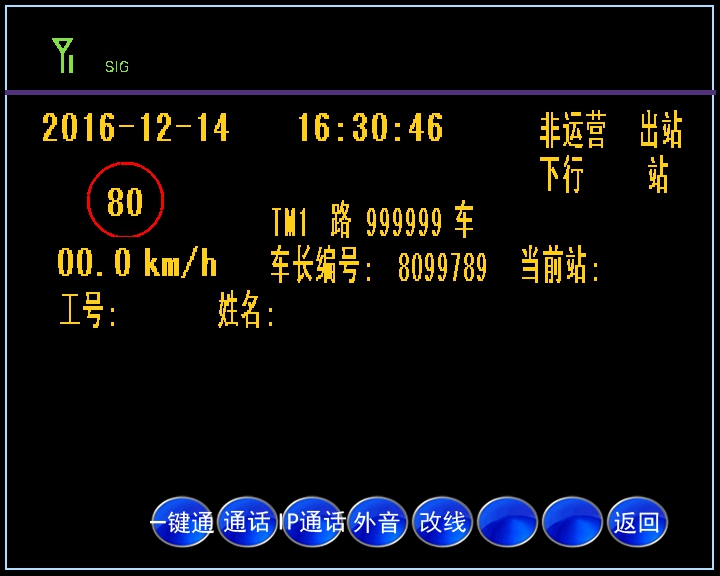 SIG
2016-12-14 16:30:46 非运营 出站
下行 站
80
TM1 路 999999 车
00.0 km/h 车长编号: 8099789 当前站:
工号: 姓名:
一键通 通话 IP通话 外音 改线 返回